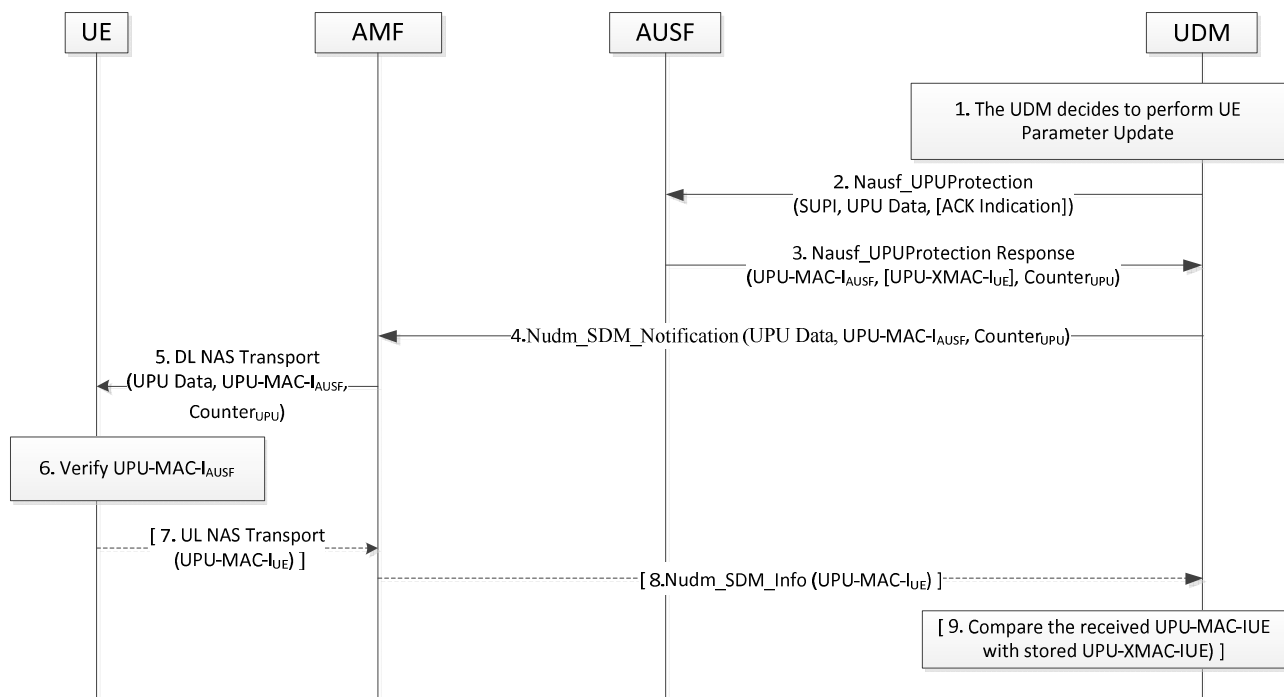 UE
AMF
AUSF
UDM
1. The UDM decides to perform UE
Parameter Update
2. Nausf_UPUProtection
(SUPI, UPU Data, [ACK Indication])
3. Nausf_UPUProtection Response
(UPU-MAC-IAUSF, [UPU-XMAC-IUE], CounterUPU)
4.Nudm_SDM_Notification (UPU Data, UPU-MAC-IAUSF, CounterUPU)
5. DL NAS Transport
(UPU Data, UPU-MAC-IAUSF,
CounterUPU)
6. Verify UPU-MAC-IAUSF
[ 7. UL NAS Transport
(UPU-MAC-IUE) ]
[ 8.Nudm_SDM_Info (UPU-MAC-IUE) ]
[ 9. Compare the received UPU-MAC-IUE
with stored UPU-XMAC-IUE) ]